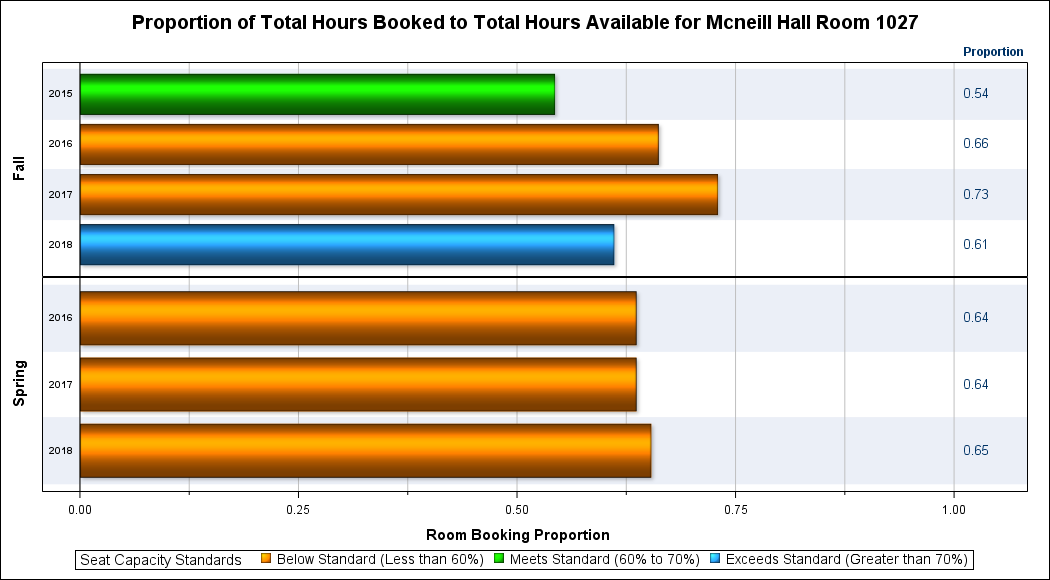 Proportion of Total Hours Booked to Total Hours Available for Mcneill Hall Room 1027
Proportion
Fall
2015 0.54
2016 0.66
2017 0.73
2018 0.61
Spring
2016 0.64
2017 0.64
2018 0.65
0.00 0.25 0.50 0.75 1.00
Room Booking Proportion
Seat Capacity Standards Below Standard (Less than 60%) Meets Standard (60% to 70%) Exceeds Standard (Greater than 70%)